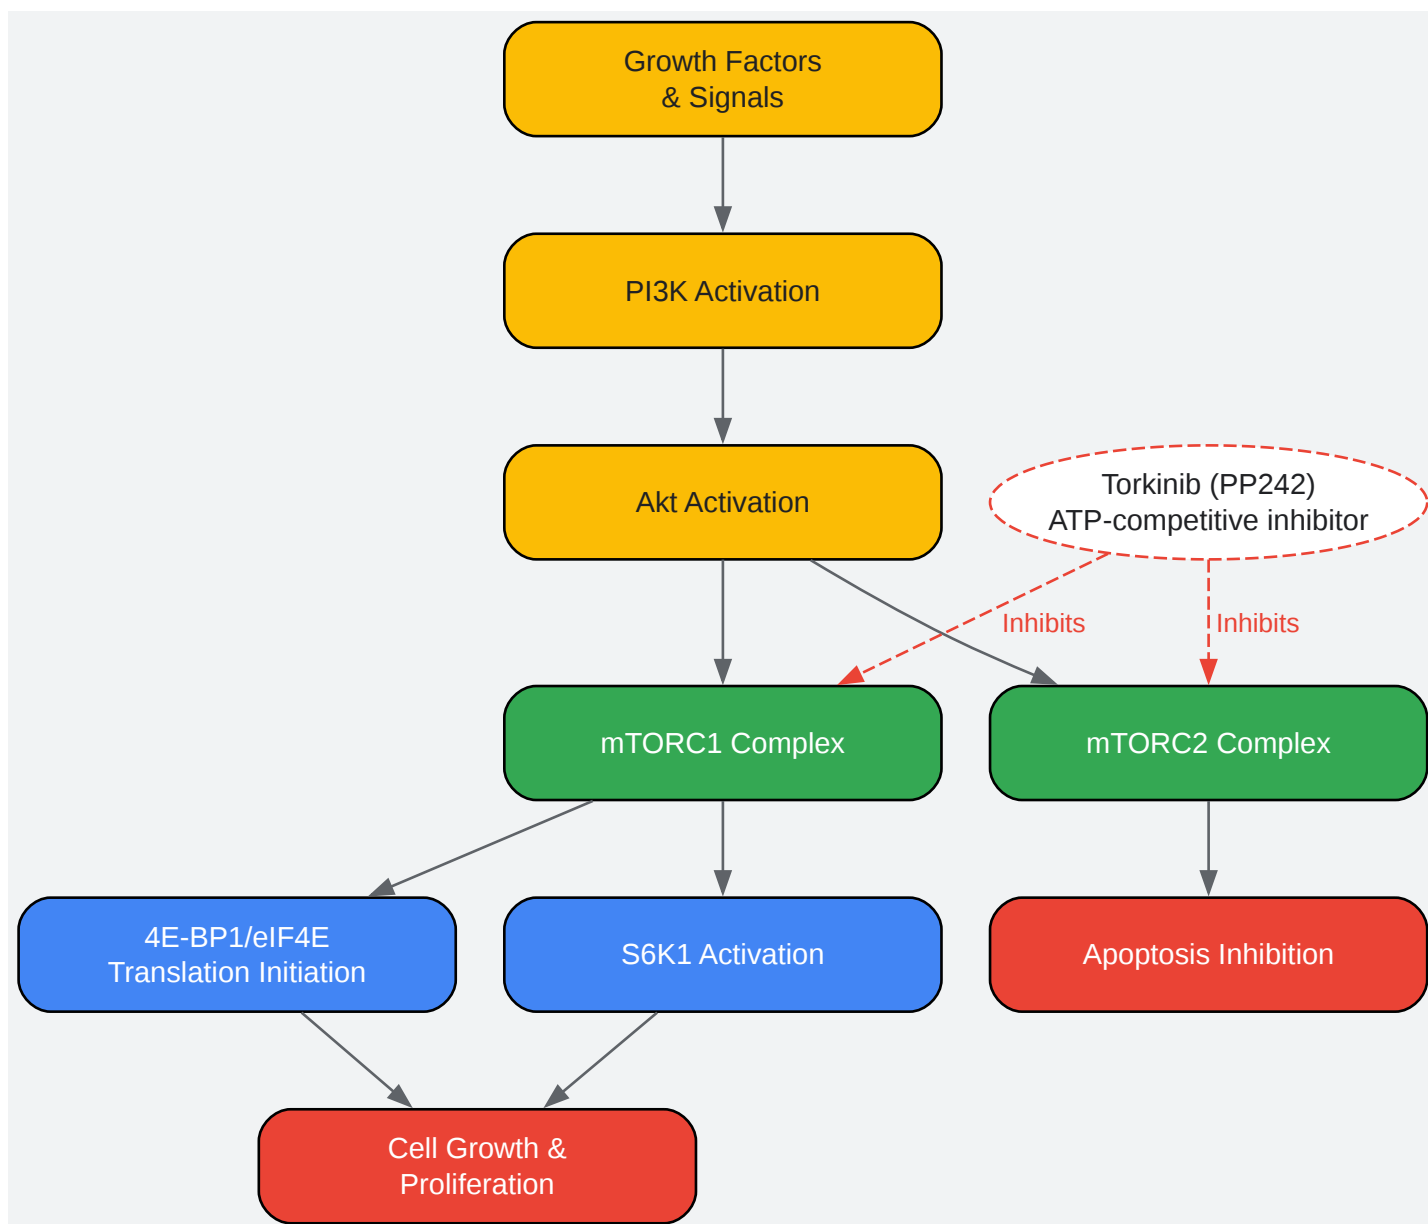 Growth Factors
& Signals
PI3K Activation
Akt Activation
Torkinib (PP242)
ATP-competitive inhibitor
Inhibits
Inhibits
mTORC1 Complex
mTORC2 Complex
4E-BP1/eIF4E
Translation Initiation
S6K1 Activation
Apoptosis Inhibition
Cell Growth &
Proliferation